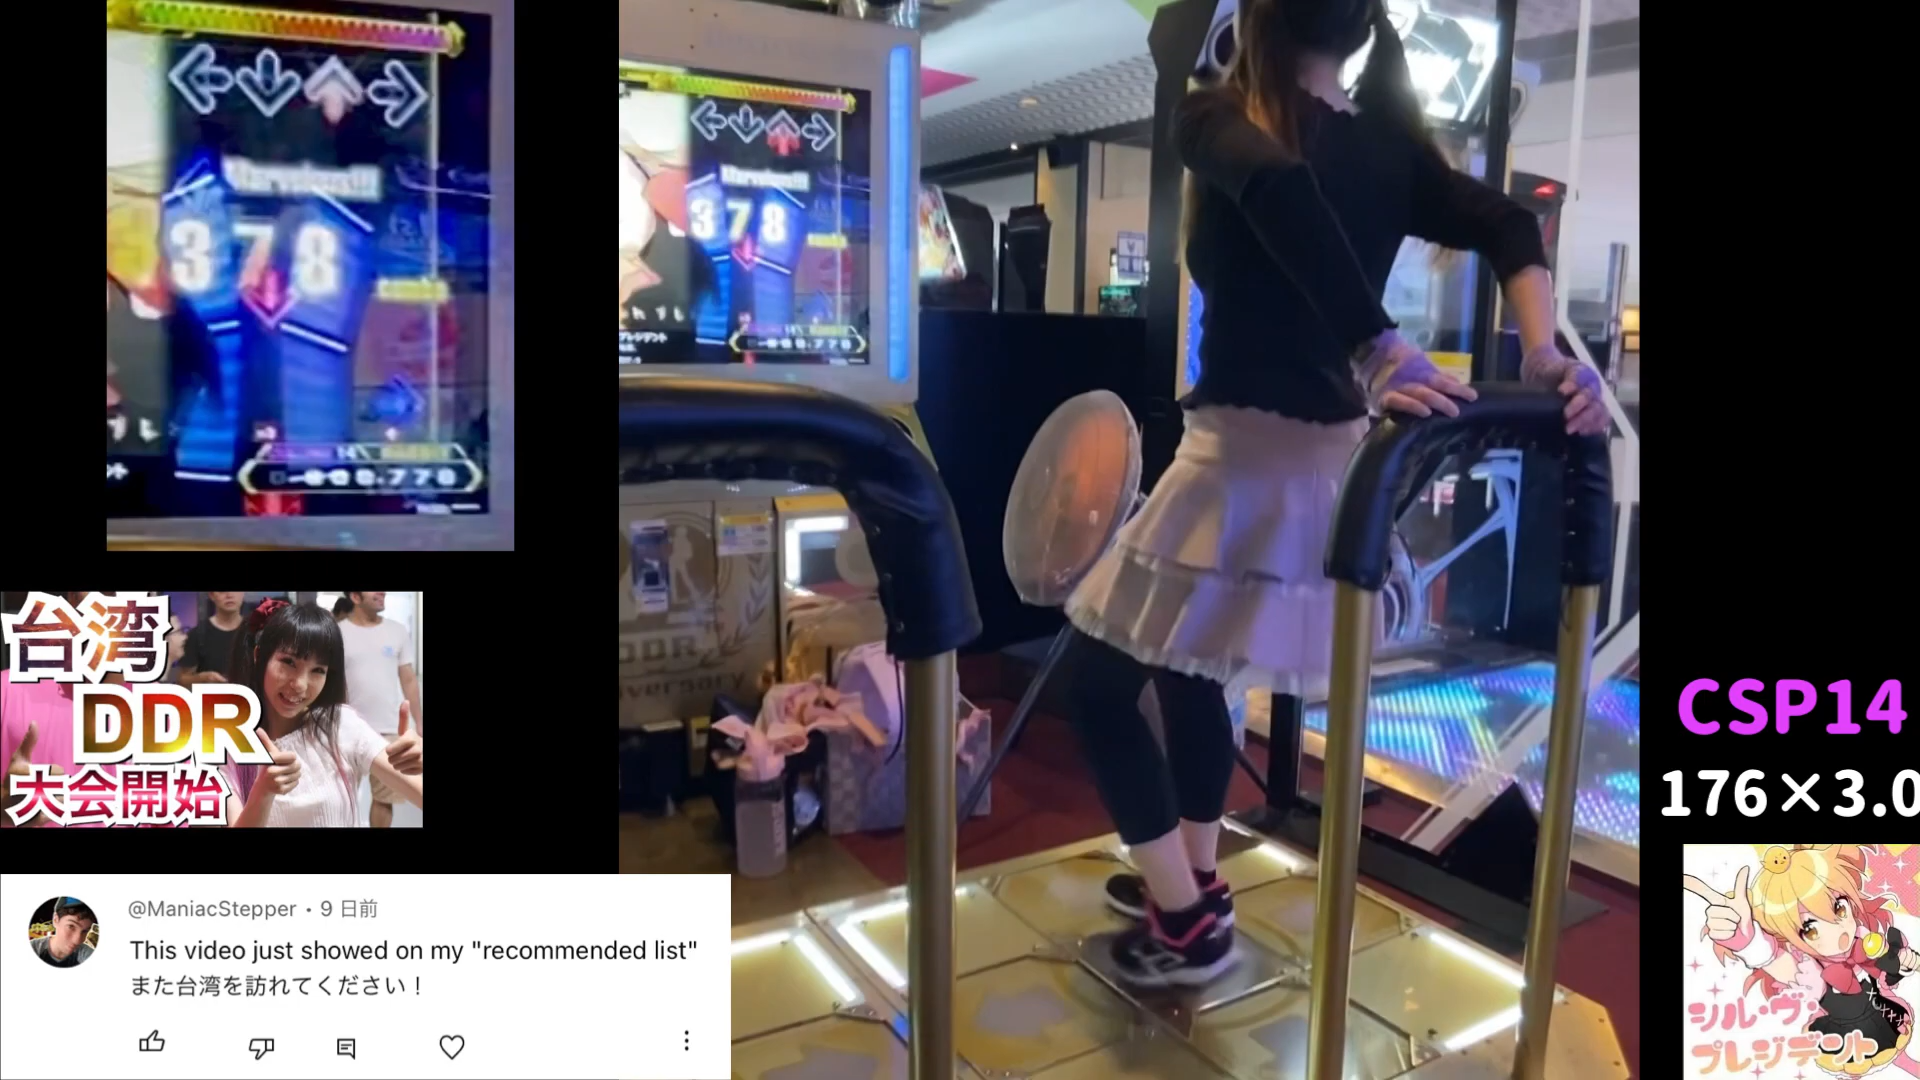 Marvelous!!!
378
台湾
DDR
大会開始
@ManiacStepper・9 日前
This video just showed on my "recommended list"
また台湾を訪れてください！
Marvelous!!!
378
CSP14
176×3.0
シル・ヴ・
プレジデント